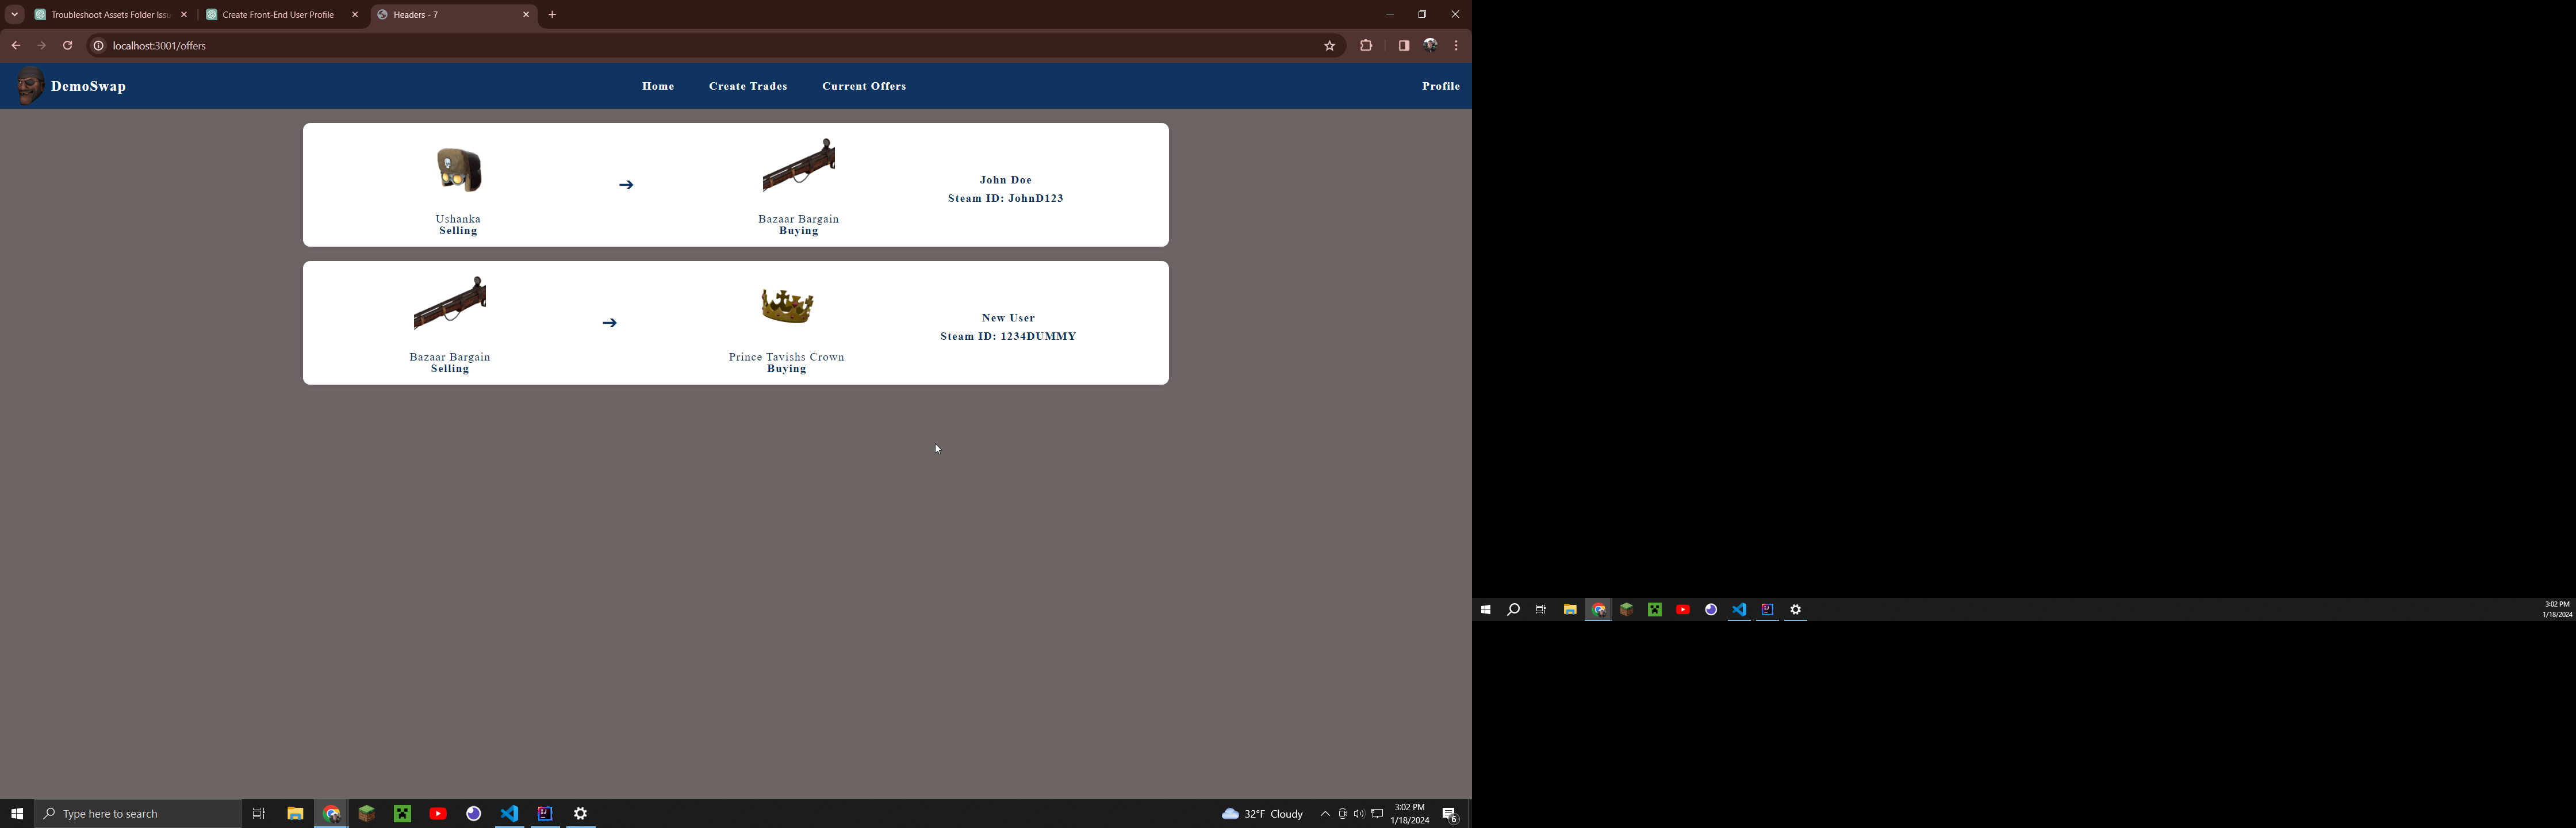 Troubleshoot Assets Folder Issu
Create Front-End User Profile
Headers - 7
localhost:3001/offers
DemoSwap
Home
Create Trades
Current Offers
Profile
Ushanka
Selling
➔
Bazaar Bargain
Buying
John Doe
Steam ID: JohnD123
Bazaar Bargain
Selling
➔
Prince Tavishs Crown
Buying
New User
Steam ID: 1234DUMMY
Type here to search
32°F Cloudy
3:02 PM
1/18/2024
6
3:02 PM
1/18/2024